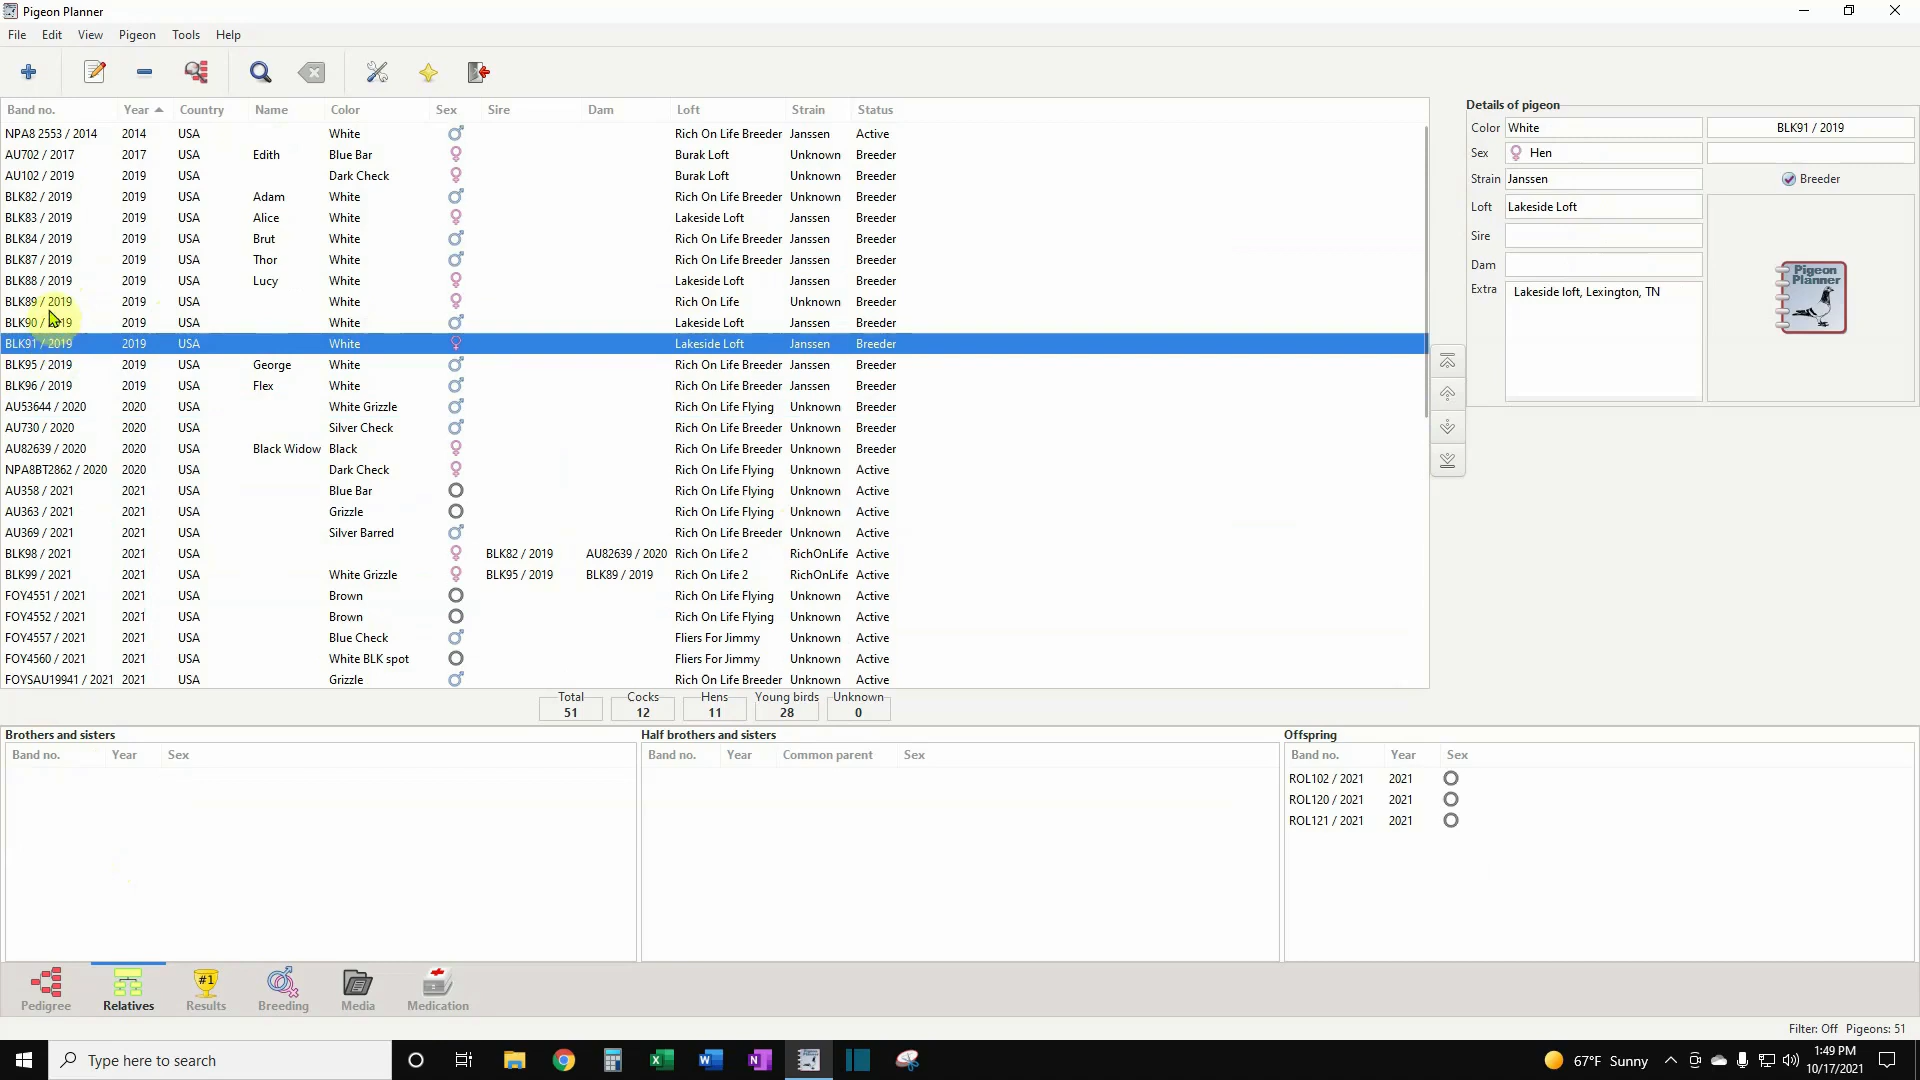 Pigeon Planner
File Edit View Pigeon Tools Help
Band no. Year Country Name Color Sex Sire Dam Loft Strain Status
NPA8 2553 / 2014 2014 USA White Rich On Life Breeder Janssen Active
AU702 / 2017 2017 USA Edith Blue Bar Burak Loft Unknown Breeder
AU102 / 2019 2019 USA Dark Check Burak Loft Unknown Breeder
BLK82 / 2019 2019 USA Adam White Rich On Life Breeder Unknown Breeder
BLK83 / 2019 2019 USA Alice White Lakeside Loft Janssen Breeder
BLK84 / 2019 2019 USA Brut White Rich On Life Breeder Janssen Breeder
BLK87 / 2019 2019 USA Thor White Rich On Life Breeder Janssen Breeder
BLK88 / 2019 2019 USA Lucy White Lakeside Loft Janssen Breeder
BLK89 / 2019 2019 USA White Rich On Life Unknown Breeder
BLK90 / 2019 2019 USA White Lakeside Loft Janssen Breeder
BLK91 / 2019 2019 USA White Lakeside Loft Janssen Breeder
BLK95 / 2019 2019 USA George White Rich On Life Breeder Janssen Breeder
BLK96 / 2019 2019 USA Flex White Rich On Life Breeder Janssen Breeder
AU53644 / 2020 2020 USA White Grizzle Rich On Life Flying Unknown Breeder
AU730 / 2020 2020 USA Silver Check Rich On Life Breeder Unknown Breeder
AU82639 / 2020 2020 USA Black Widow Black Rich On Life Breeder Unknown Breeder
NPA8BT2862 / 2020 2020 USA Dark Check Rich On Life Flying Unknown Active
AU358 / 2021 2021 USA Blue Bar Rich On Life Flying Unknown Active
AU363 / 2021 2021 USA Grizzle Rich On Life Flying Unknown Active
AU369 / 2021 2021 USA Silver Barred Rich On Life Breeder Unknown Active
BLK98 / 2021 2021 USA BLK82 / 2019 AU82639 / 2020 Rich On Life 2 RichOnLife Active
BLK99 / 2021 2021 USA White Grizzle BLK95 / 2019 BLK89 / 2019 Rich On Life 2 RichOnLife Active
FOY4551 / 2021 2021 USA Brown Rich On Life Flying Unknown Active
FOY4552 / 2021 2021 USA Brown Rich On Life Flying Unknown Active
FOY4557 / 2021 2021 USA Blue Check Fliers For Jimmy Unknown Active
FOY4560 / 2021 2021 USA White BLK spot Fliers For Jimmy Unknown Active
FOYSAU19941 / 2021 2021 USA Grizzle Rich On Life Breeder Unknown Active
Details of pigeon
Color White BLK91 / 2019
Sex Hen
Strain Janssen Breeder
Loft Lakeside Loft
Sire
Dam
Extra Lakeside loft, Lexington, TN
Pigeon
Planner
Total Cocks Hens Young birds Unknown
51 12 11 28 0
Brothers and sisters
Band no. Year Sex
Half brothers and sisters
Band no. Year Common parent Sex
Offspring
Band no. Year Sex
ROL102 / 2021 2021
ROL120 / 2021 2021
ROL121 / 2021 2021
#1
Pedigree Relatives Results Breeding Media Medication
Filter: Off Pigeons: 51
Type here to search
67°F Sunny
1:49 PM
10/17/2021